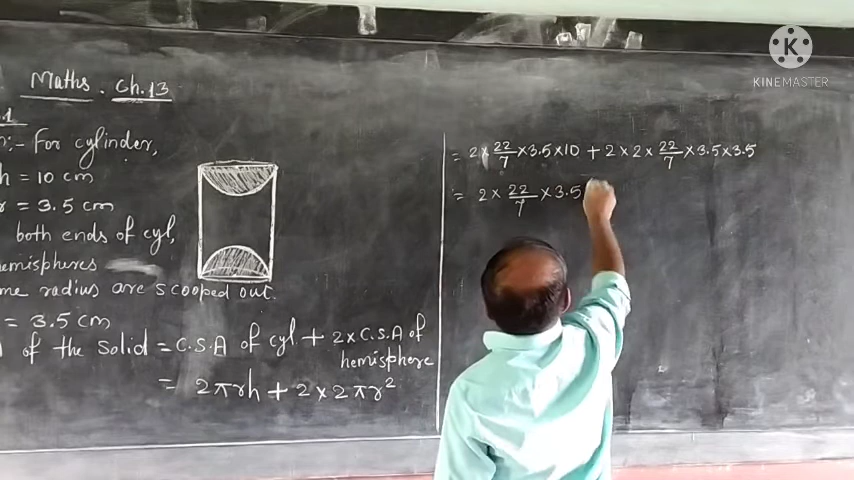 Maths. Ch.13
.1
:- For cylinder,
h = 10 cm
r = 3.5 cm
both ends of cyl,
hemispheres
me radius are scooped out.
= 3.5 cm
of the solid = C.S.A of cyl + 2×C.S.A of hemisphere
= 2πrh + 2×2πr²
= 2×22/7×3.5×10 + 2×2×22/7×3.5×3.5
= 2×22/7×3.5
K
KINEMASTER